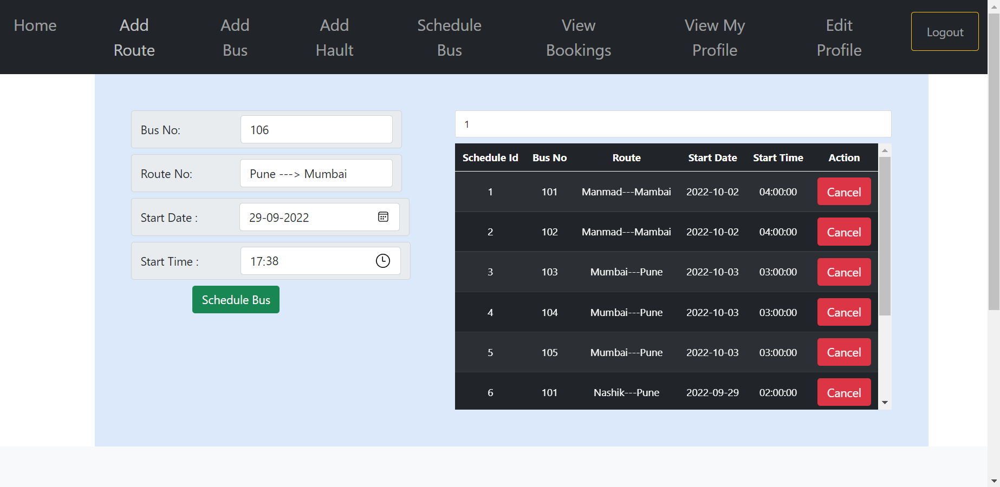 Home
Add Route
Add Bus
Add Hault
Schedule Bus
View Bookings
View My Profile
Edit Profile
Logout
Bus No: 106
Route No: Pune ---> Mumbai
Start Date : 29-09-2022
Start Time : 17:38
Schedule Bus
1
Schedule Id Bus No Route Start Date Start Time Action
1 101 Manmad---Mambai 2022-10-02 04:00:00 Cancel
2 102 Manmad---Mambai 2022-10-02 04:00:00 Cancel
3 103 Mumbai---Pune 2022-10-03 03:00:00 Cancel
4 104 Mumbai---Pune 2022-10-03 03:00:00 Cancel
5 105 Mumbai---Pune 2022-10-03 03:00:00 Cancel
6 101 Nashik---Pune 2022-09-29 02:00:00 Cancel